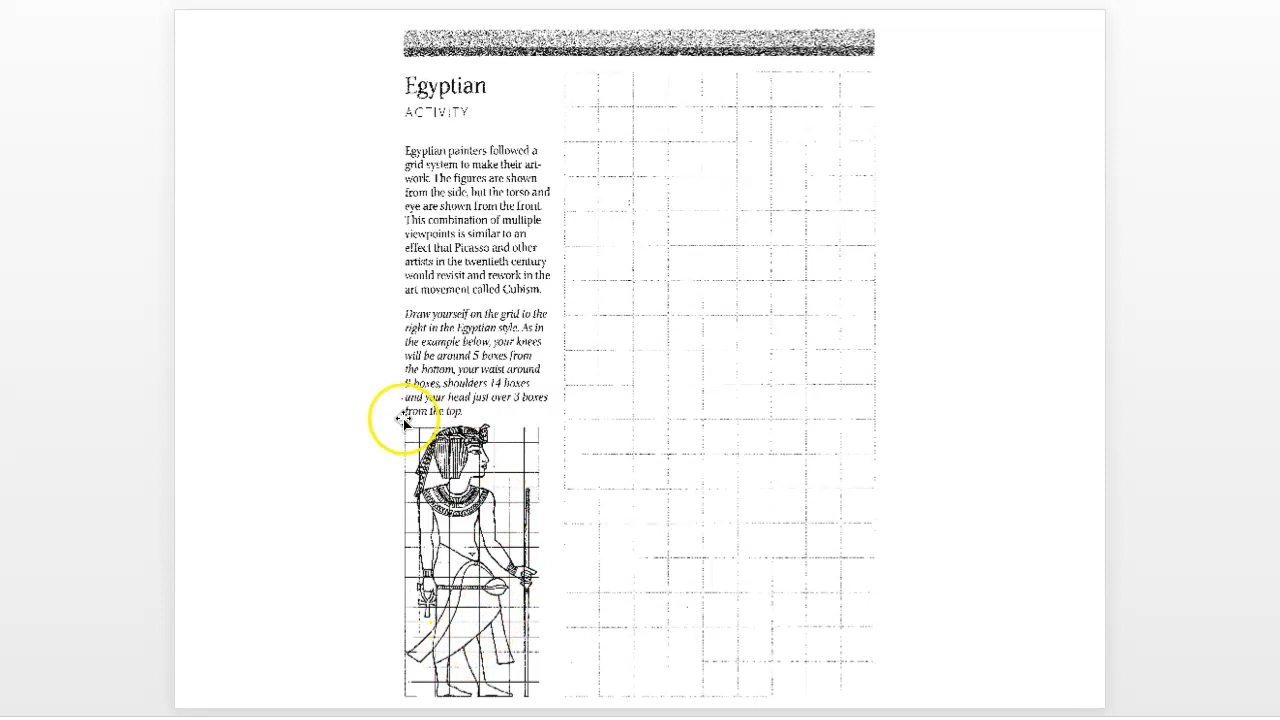 Egyptian
ACTIVITY
Egyptian painters followed a
grid system to make their art-
work. The figures are shown
from the side, but the torso and
eye are shown from the front.
This combination of multiple
viewpoints is similar to an
effect that Picasso and other
artists in the twentieth century
would revisit and rework in the
art movement called Cubism.
Draw yourself on the grid to the
right in the Egyptian style. As in
the example below, your knees
will be around 5 boxes from
the bottom, your waist around
boxes, shoulders 14 boxes
head just over 3 boxes
from top.